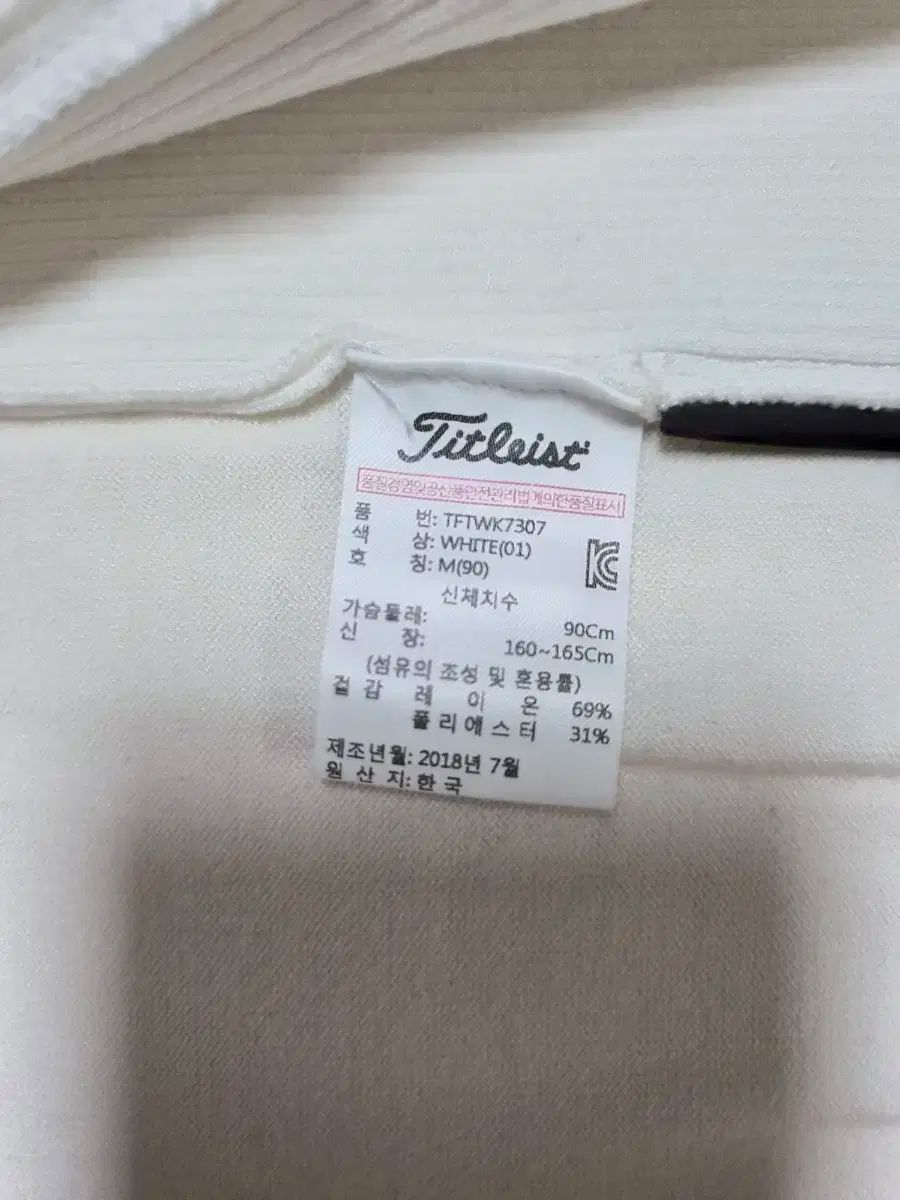 Titleist
품질경영및공산품안전관리법게의한품질표시
품 번: TFTWK7307
색 상: WHITE(01)
호 칭: M(90)
신체치수
가슴둘레: 90Cm
신 장: 160~165Cm
(섬유의 조성 및 혼용률)
겉감 레이온 69%
폴리에스터 31%
제조년월: 2018년 7월
원산지: 한국